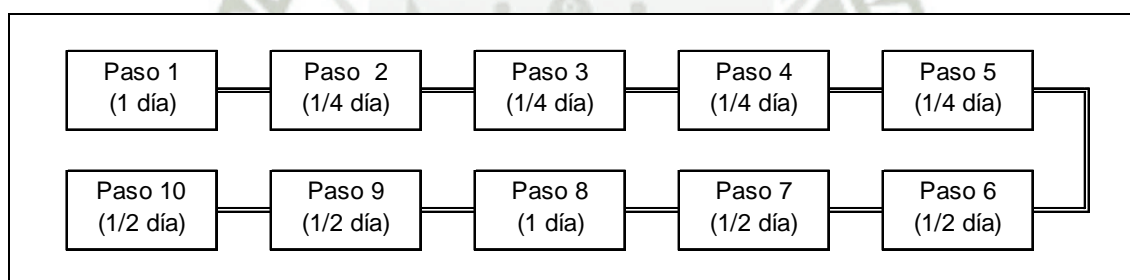 Paso 1
(1 día)
Paso 2
(1/4 día)
Paso 3
(1/4 día)
Paso 4
(1/4 día)
Paso 5
(1/4 día)
Paso 10
(1/2 día)
Paso 9
(1/2 día)
Paso 8
(1 día)
Paso 7
(1/2 día)
Paso 6
(1/2 día)